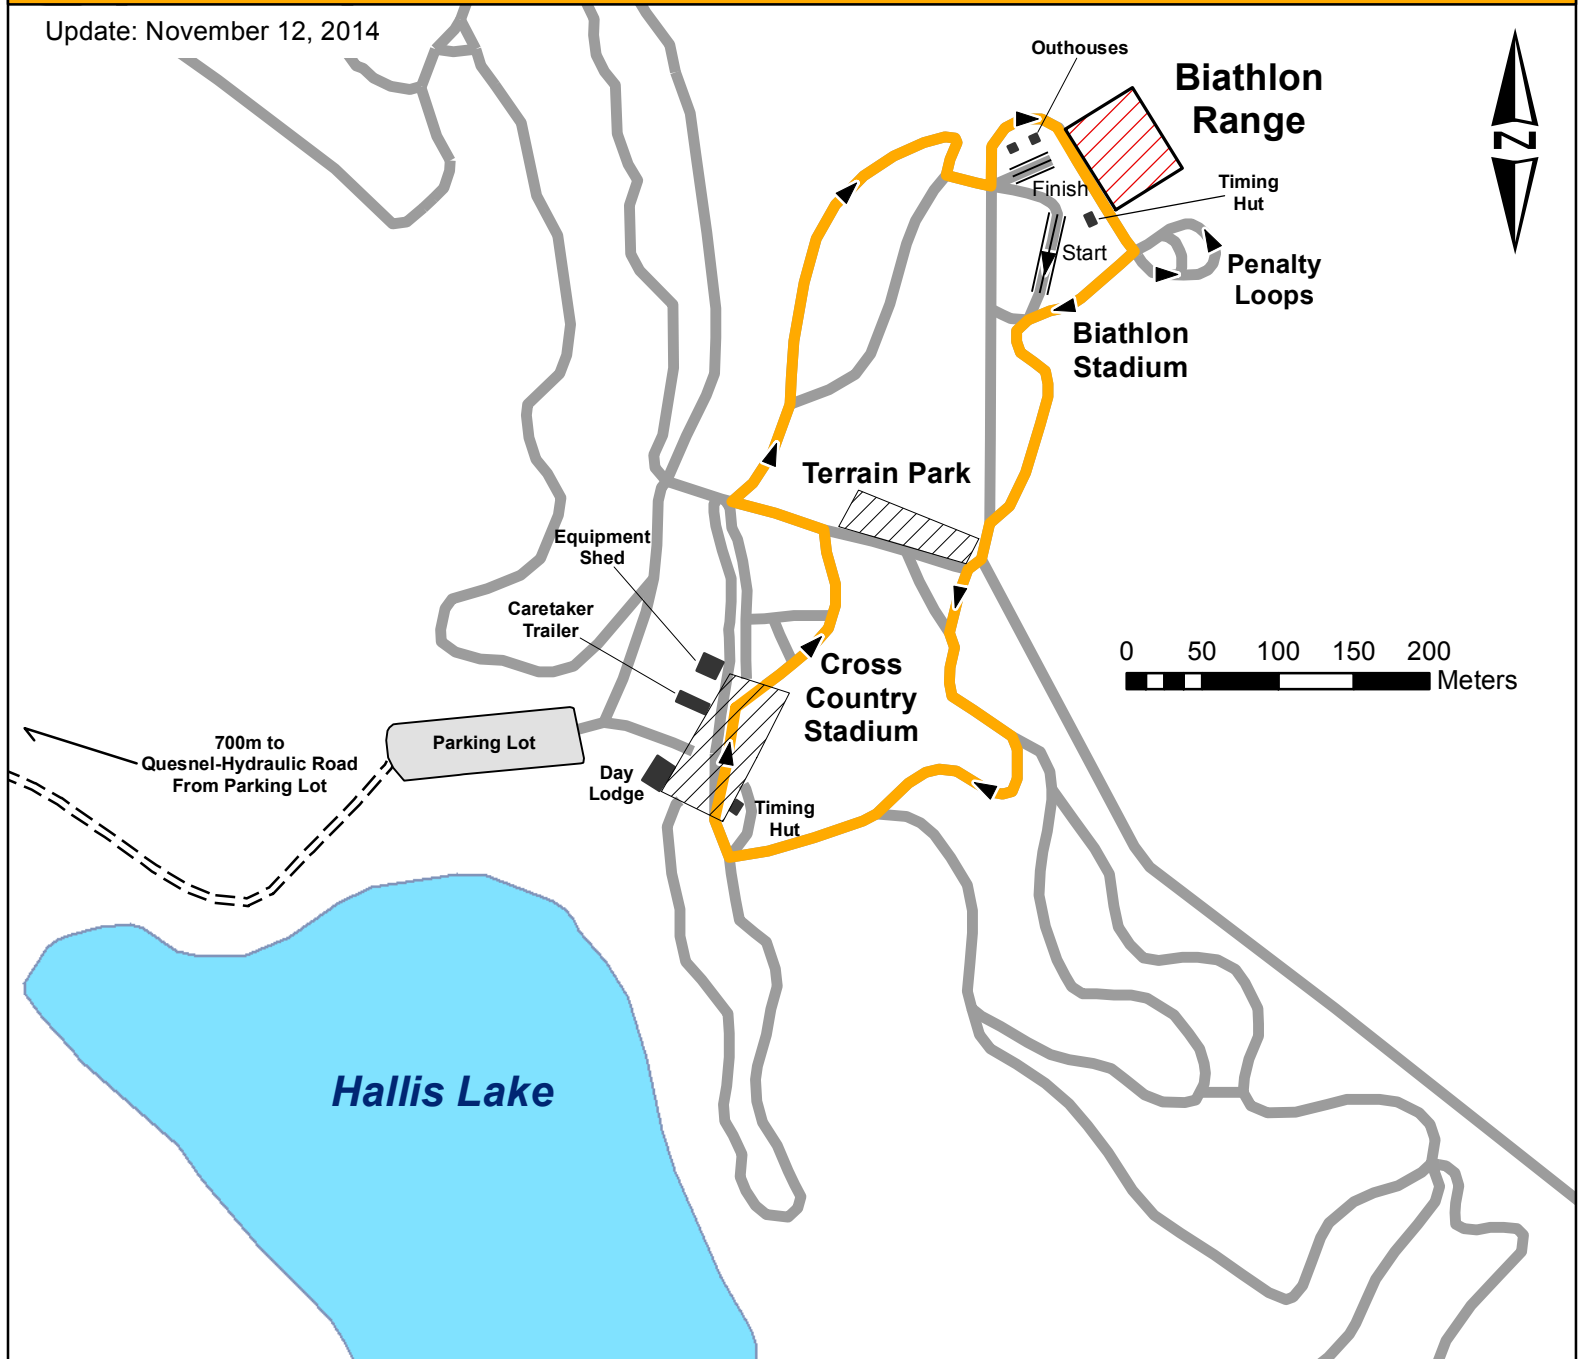 Update: November 12, 2014
Outhouses
Biathlon
Range
N
Timing
Hut
Finish
Start
Penalty
Loops
Biathlon
Stadium
Terrain Park
Equipment
Shed
Caretaker
Trailer
Cross
Country
Stadium
0 50 100 150 200
Meters
700m to
Quesnel-Hydraulic Road
From Parking Lot
Parking Lot
Day
Lodge
Timing
Hut
Hallis Lake